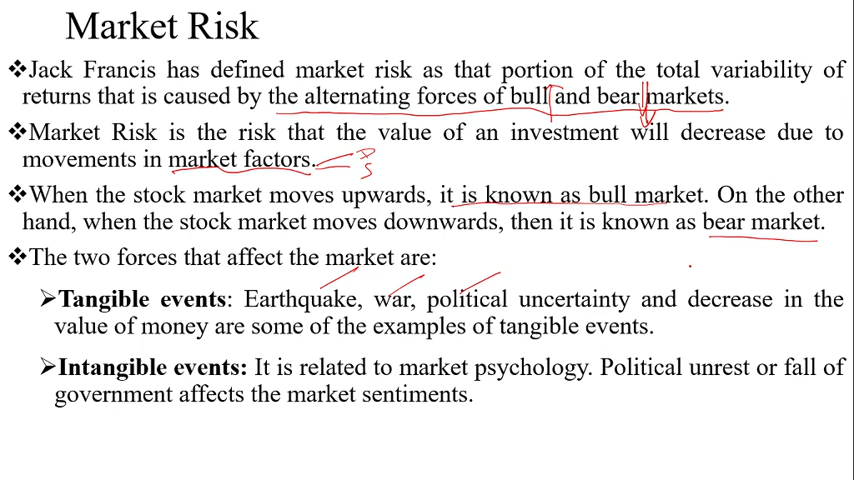 Market Risk
❖Jack Francis has defined market risk as that portion of the total variability of
returns that is caused by the alternating forces of bull and bear markets.
❖Market Risk is the risk that the value of an investment will decrease due to
movements in market factors.
❖When the stock market moves upwards, it is known as bull market. On the other
hand, when the stock market moves downwards, then it is known as bear market.
❖The two forces that affect the market are:
➤Tangible events: Earthquake, war, political uncertainty and decrease in the
value of money are some of the examples of tangible events.
➤Intangible events: It is related to market psychology. Political unrest or fall of
government affects the market sentiments.